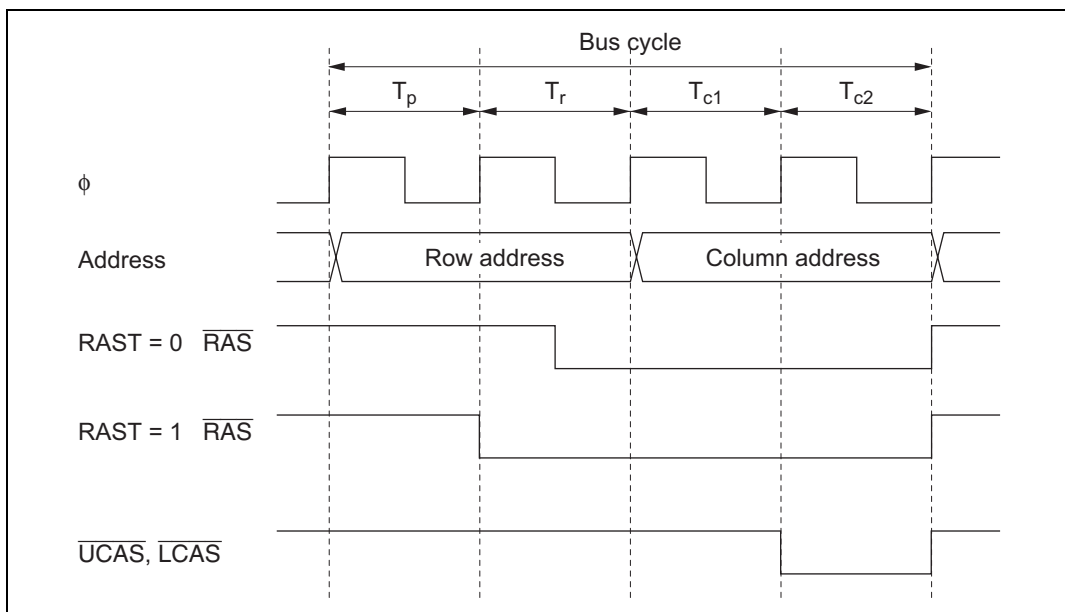 Bus cycle
Tp Tr Tc1 Tc2
ϕ
Address Row address Column address
RAST = 0 RAS
RAST = 1 RAS
UCAS, LCAS